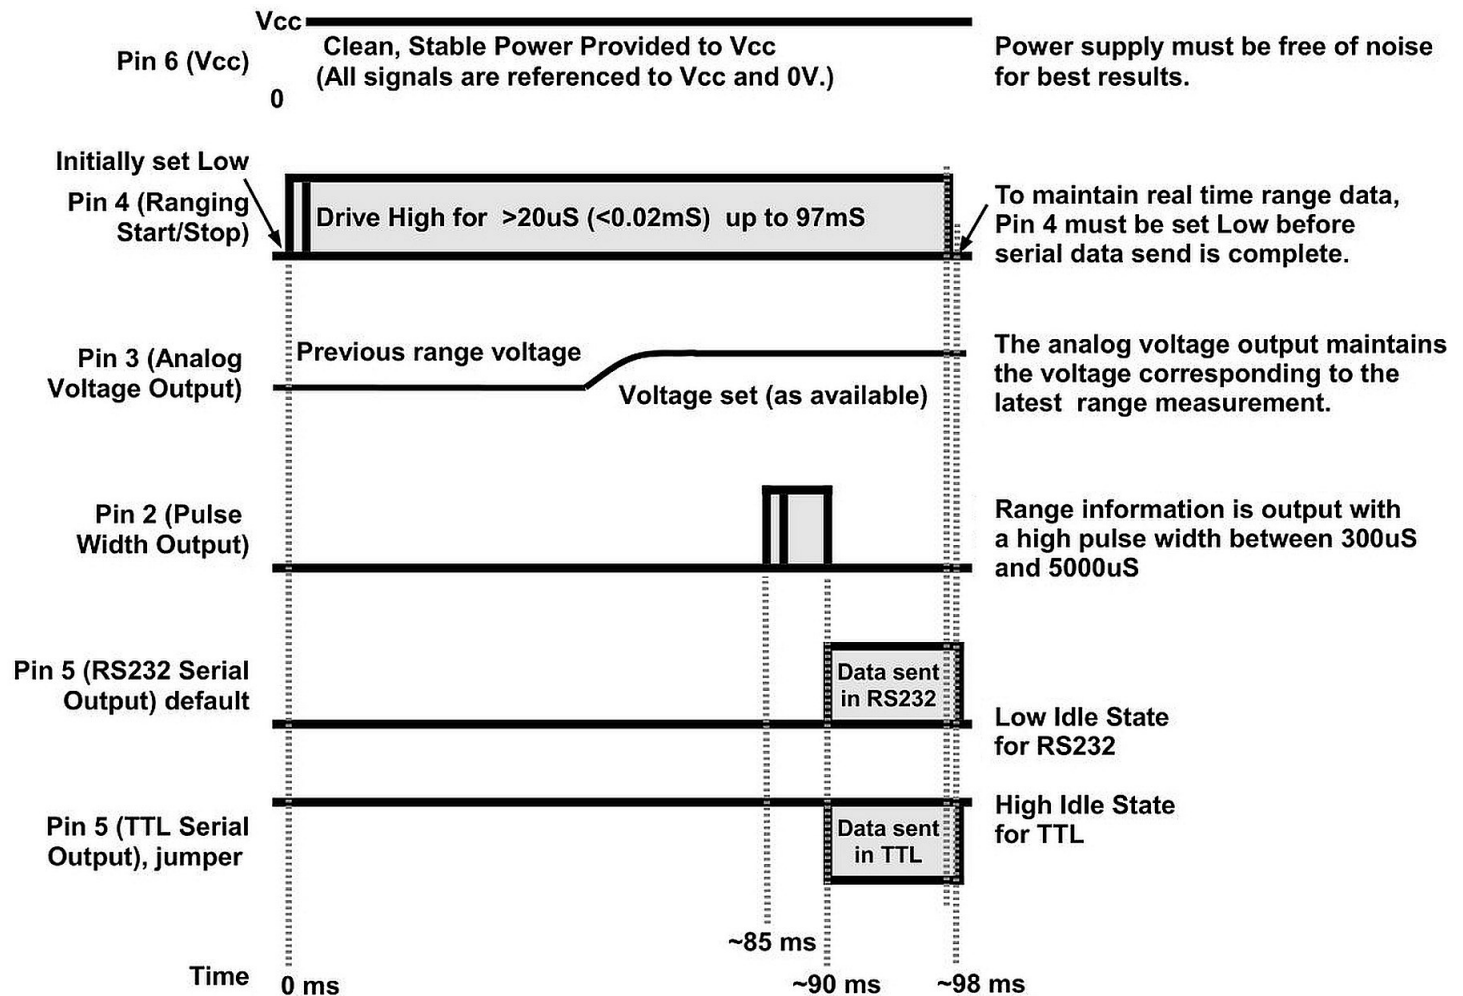 Vcc
Pin 6 (Vcc)
0
Clean, Stable Power Provided to Vcc
(All signals are referenced to Vcc and 0V.)
Power supply must be free of noise
for best results.
Initially set Low
Pin 4 (Ranging
Start/Stop)
Drive High for >20uS (<0.02mS) up to 97mS
To maintain real time range data,
Pin 4 must be set Low before
serial data send is complete.
Pin 3 (Analog
Voltage Output)
Previous range voltage
Voltage set (as available)
The analog voltage output maintains
the voltage corresponding to the
latest range measurement.
Pin 2 (Pulse
Width Output)
Range information is output with
a high pulse width between 300uS
and 5000uS
Pin 5 (RS232 Serial
Output) default
Data sent
in RS232
Low Idle State
for RS232
Pin 5 (TTL Serial
Output), jumper
Data sent
in TTL
High Idle State
for TTL
Time
0 ms
~85 ms
~90 ms
~98 ms